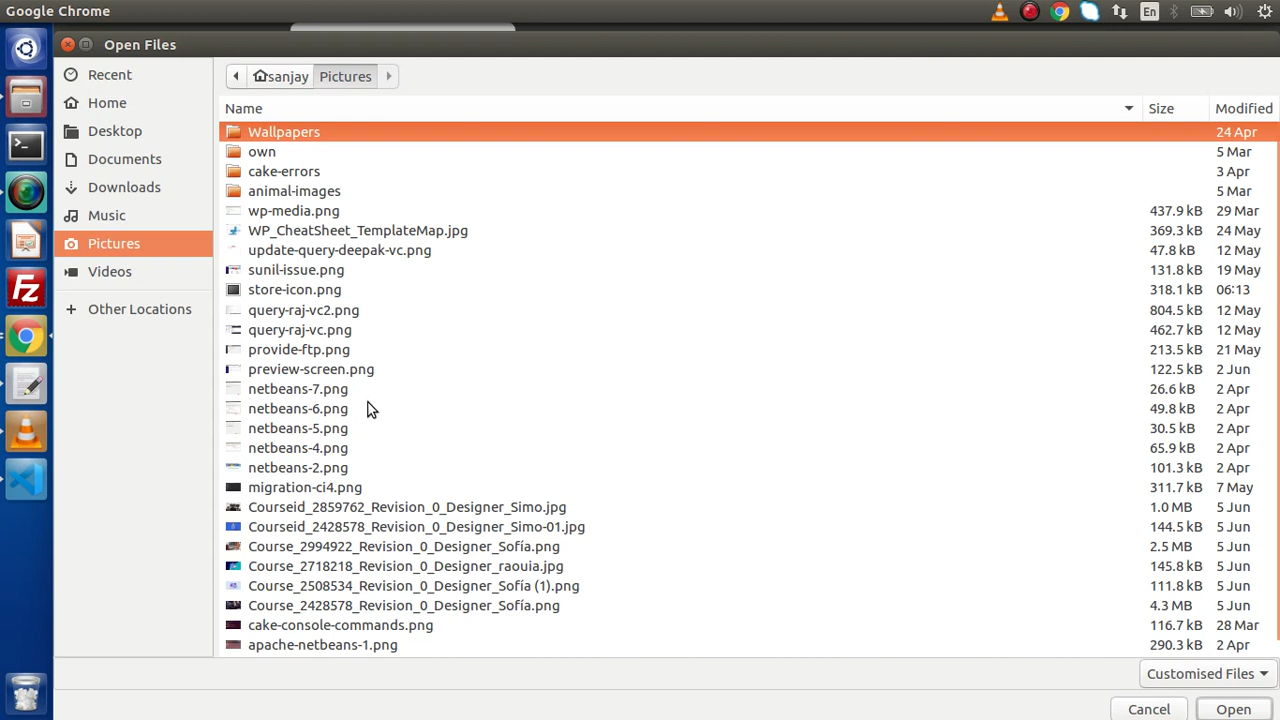 Google Chrome
En
Open Files
Recent
Home
Desktop
Documents
Downloads
Music
Pictures
Videos
+ Other Locations
sanjay Pictures
Name Size Modified
Wallpapers 24 Apr
own 5 Mar
cake-errors 3 Apr
animal-images 5 Mar
wp-media.png 437.9 kB 29 Mar
WP_CheatSheet_TemplateMap.jpg 369.3 kB 24 May
update-query-deepak-vc.png 47.8 kB 12 May
sunil-issue.png 131.8 kB 19 May
store-icon.png 318.1 kB 06:13
query-raj-vc2.png 804.5 kB 12 May
query-raj-vc.png 462.7 kB 12 May
provide-ftp.png 213.5 kB 21 May
preview-screen.png 122.5 kB 2 Jun
netbeans-7.png 26.6 kB 2 Apr
netbeans-6.png 49.8 kB 2 Apr
netbeans-5.png 30.5 kB 2 Apr
netbeans-4.png 65.9 kB 2 Apr
netbeans-2.png 101.3 kB 2 Apr
migration-ci4.png 311.7 kB 7 May
Courseid_2859762_Revision_0_Designer_Simo.jpg 1.0 MB 5 Jun
Courseid_2428578_Revision_0_Designer_Simo-01.jpg 144.5 kB 5 Jun
Course_2994922_Revision_0_Designer_Sofía.png 2.5 MB 5 Jun
Course_2718218_Revision_0_Designer_raouia.jpg 145.8 kB 5 Jun
Course_2508534_Revision_0_Designer_Sofía (1).png 111.8 kB 5 Jun
Course_2428578_Revision_0_Designer_Sofía.png 4.3 MB 5 Jun
cake-console-commands.png 116.7 kB 28 Mar
apache-netbeans-1.png 290.3 kB 2 Apr
Customised Files
Cancel Open
Fz